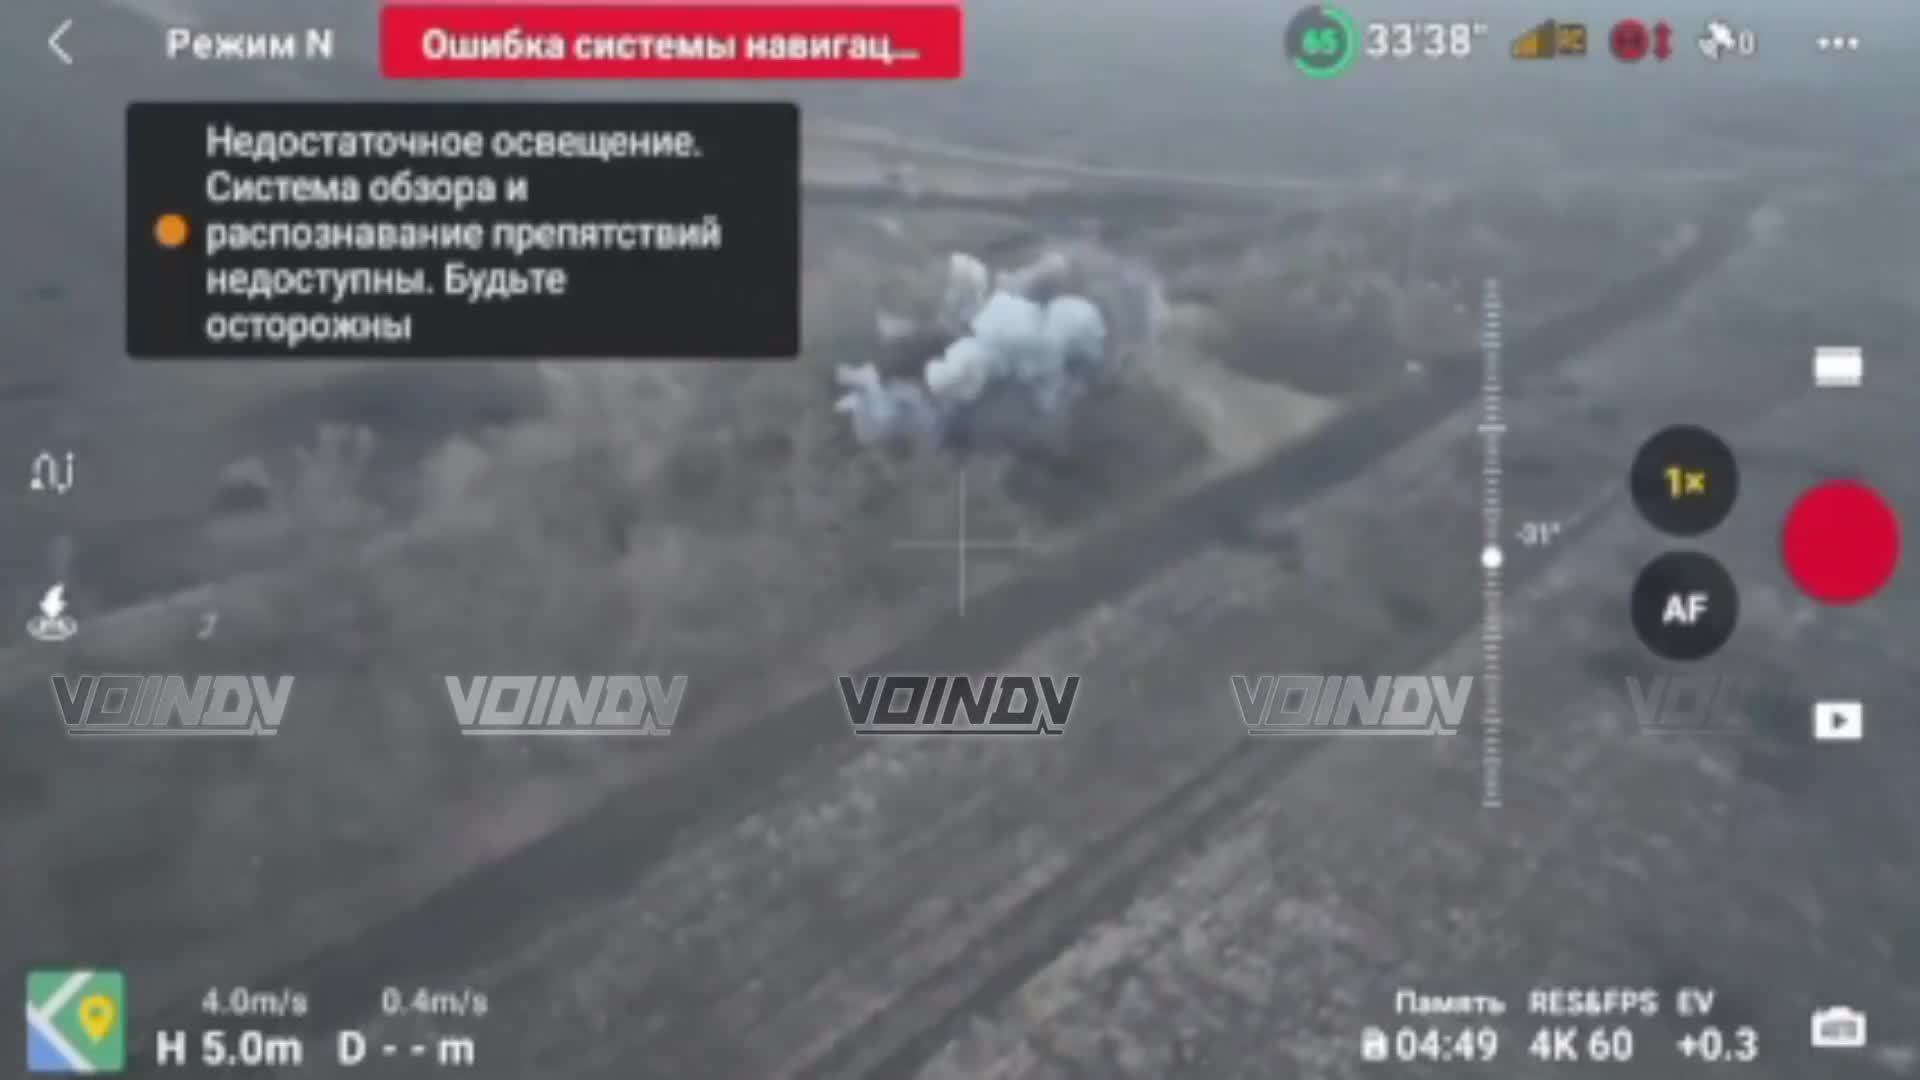 Режим N
Ошибка системы навигац...
65
33'38"
0
Недостаточное освещение.
Система обзора и
распознавание препятствий
недоступны. Будьте
осторожны
-31°
1x
AF
VOINDV VOINDV VOINDV VOINDV
4.0m/s 0.4m/s
H 5.0m D - - m
Память RES&FPS EV
04:49 4K 60 +0.3